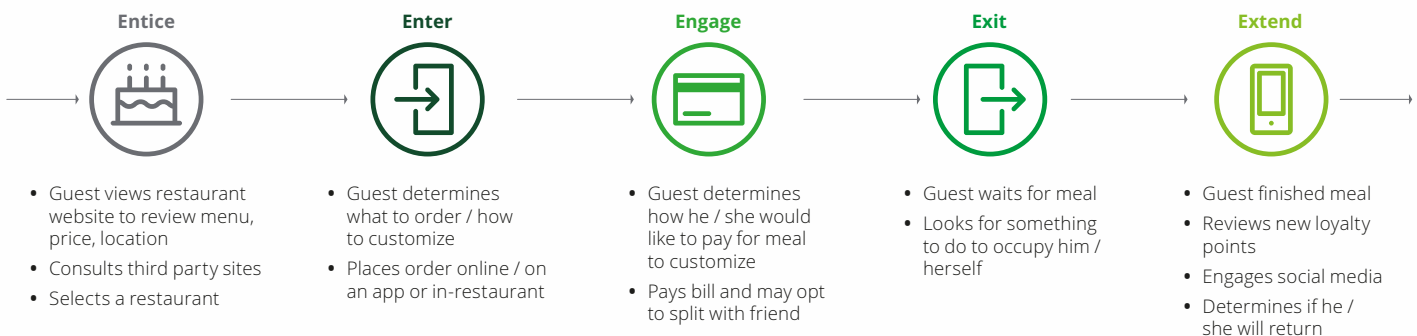 Entice
Enter
Engage
Exit
Extend
• Guest views restaurant
website to review menu,
price, location
• Consults third party sites
• Selects a restaurant
• Guest determines
what to order / how
to customize
• Places order online / on
an app or in-restaurant
• Guest determines
how he / she would
like to pay for meal
to customize
• Pays bill and may opt
to split with friend
• Guest waits for meal
• Looks for something
to do to occupy him /
herself
• Guest finished meal
• Reviews new loyalty
points
• Engages social media
• Determines if he /
she will return